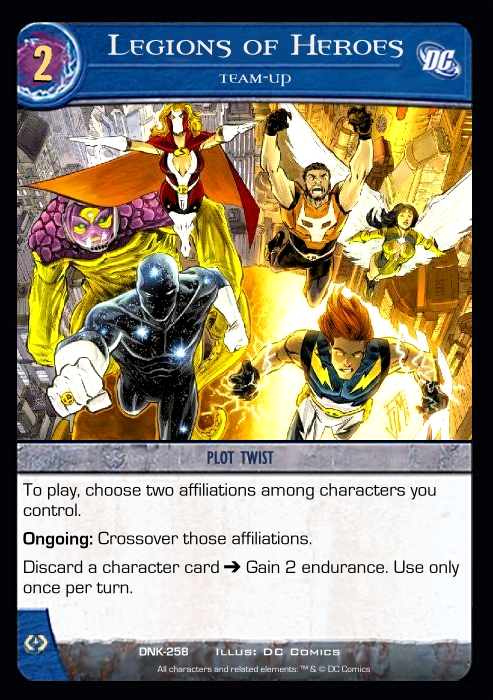 2
LEGIONS OF HEROES
TEAM-UP
DC
PLOT TWIST
To play, choose two affiliations among characters you
control.
Ongoing: Crossover those affiliations.
Discard a character card ➔ Gain 2 endurance. Use only
once per turn.
DNK-258 ILLUS: DC COMICS
All characters and related elements: ™ & © DC Comics